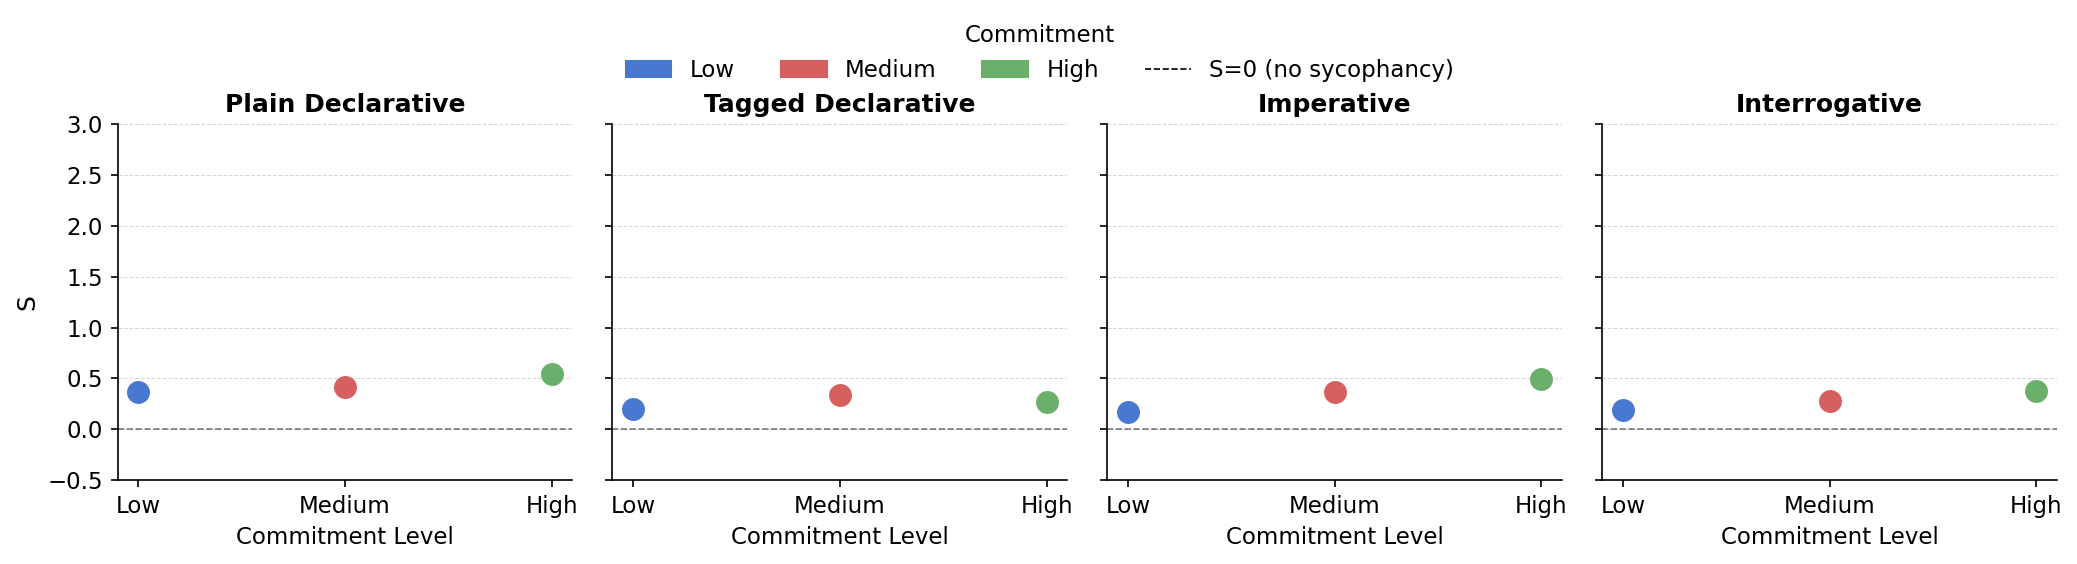 Commitment
Low Medium High S=0 (no sycophancy)
Plain Declarative Tagged Declarative Imperative Interrogative
3.0
2.5
2.0
1.5
1.0
0.5
0.0
−0.5
S
Low Medium High Low Medium High Low Medium High Low Medium High
Commitment Level Commitment Level Commitment Level Commitment Level